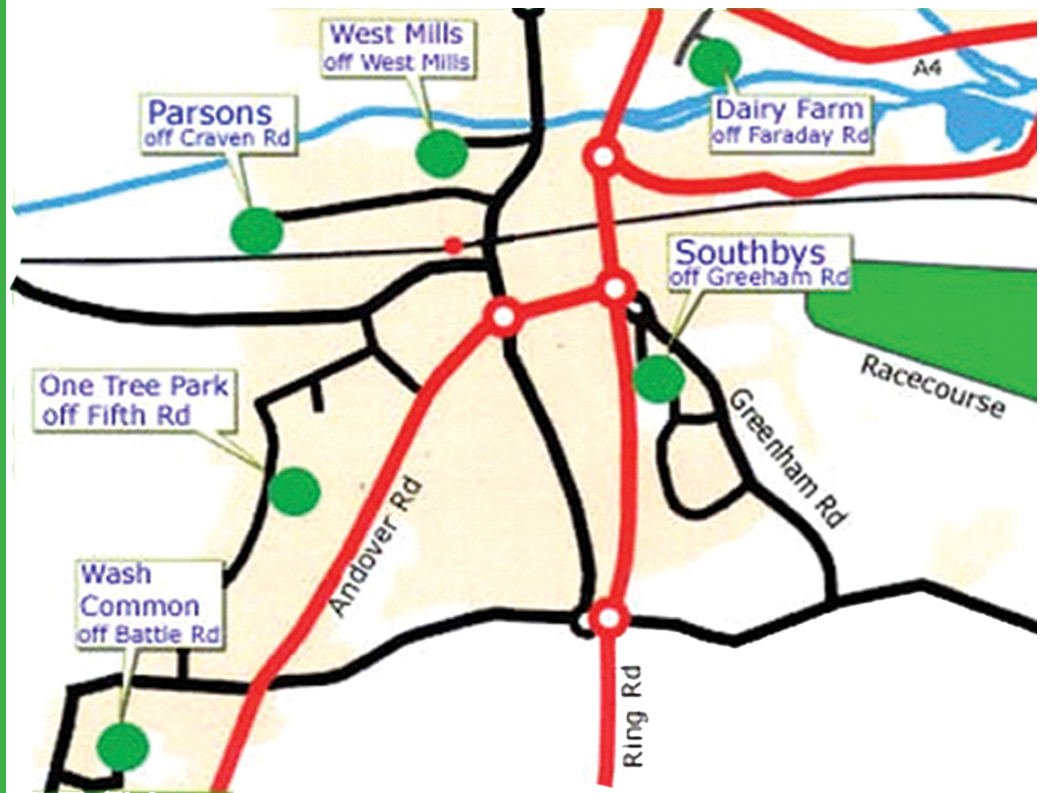 West Mills
off West Mills
A4
Parsons
off Craven Rd
Dairy Farm
off Faraday Rd
Southbys
off Greeham Rd
Racecourse
One Tree Park
off Fifth Rd
Greenham Rd
Andover Rd
Wash
Common
off Battle Rd
Ring Rd